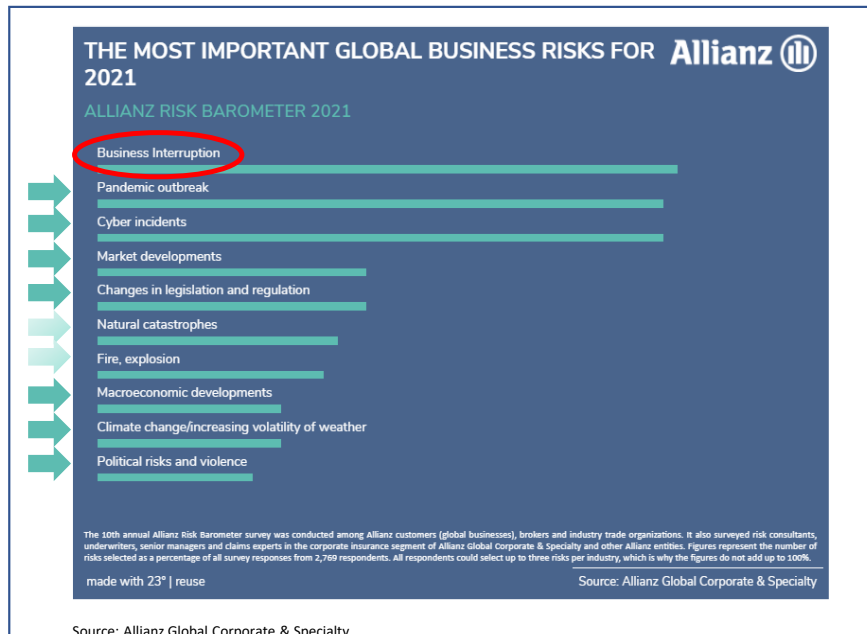 THE MOST IMPORTANT GLOBAL BUSINESS RISKS FOR
2021
Allianz
ALLIANZ RISK BAROMETER 2021
Business Interruption
Pandemic outbreak
Cyber incidents
Market developments
Changes in legislation and regulation
Natural catastrophes
Fire, explosion
Macroeconomic developments
Climate change/increasing volatility of weather
Political risks and violence
The 10th annual Allianz Risk Barometer survey was conducted among Allianz customers (global businesses), brokers and industry trade organizations. It also surveyed risk consultants,
underwriters, senior managers and claims experts in the corporate insurance segment of Allianz Global Corporate & Specialty and other Allianz entities. Figures represent the number of
risks selected as a percentage of all survey responses from 2,769 respondents. All respondents could select up to three risks per industry, which is why the figures do not add up to 100%.
made with 23° | reuse
Source: Allianz Global Corporate & Specialty
Source: Allianz Global Corporate & Specialty